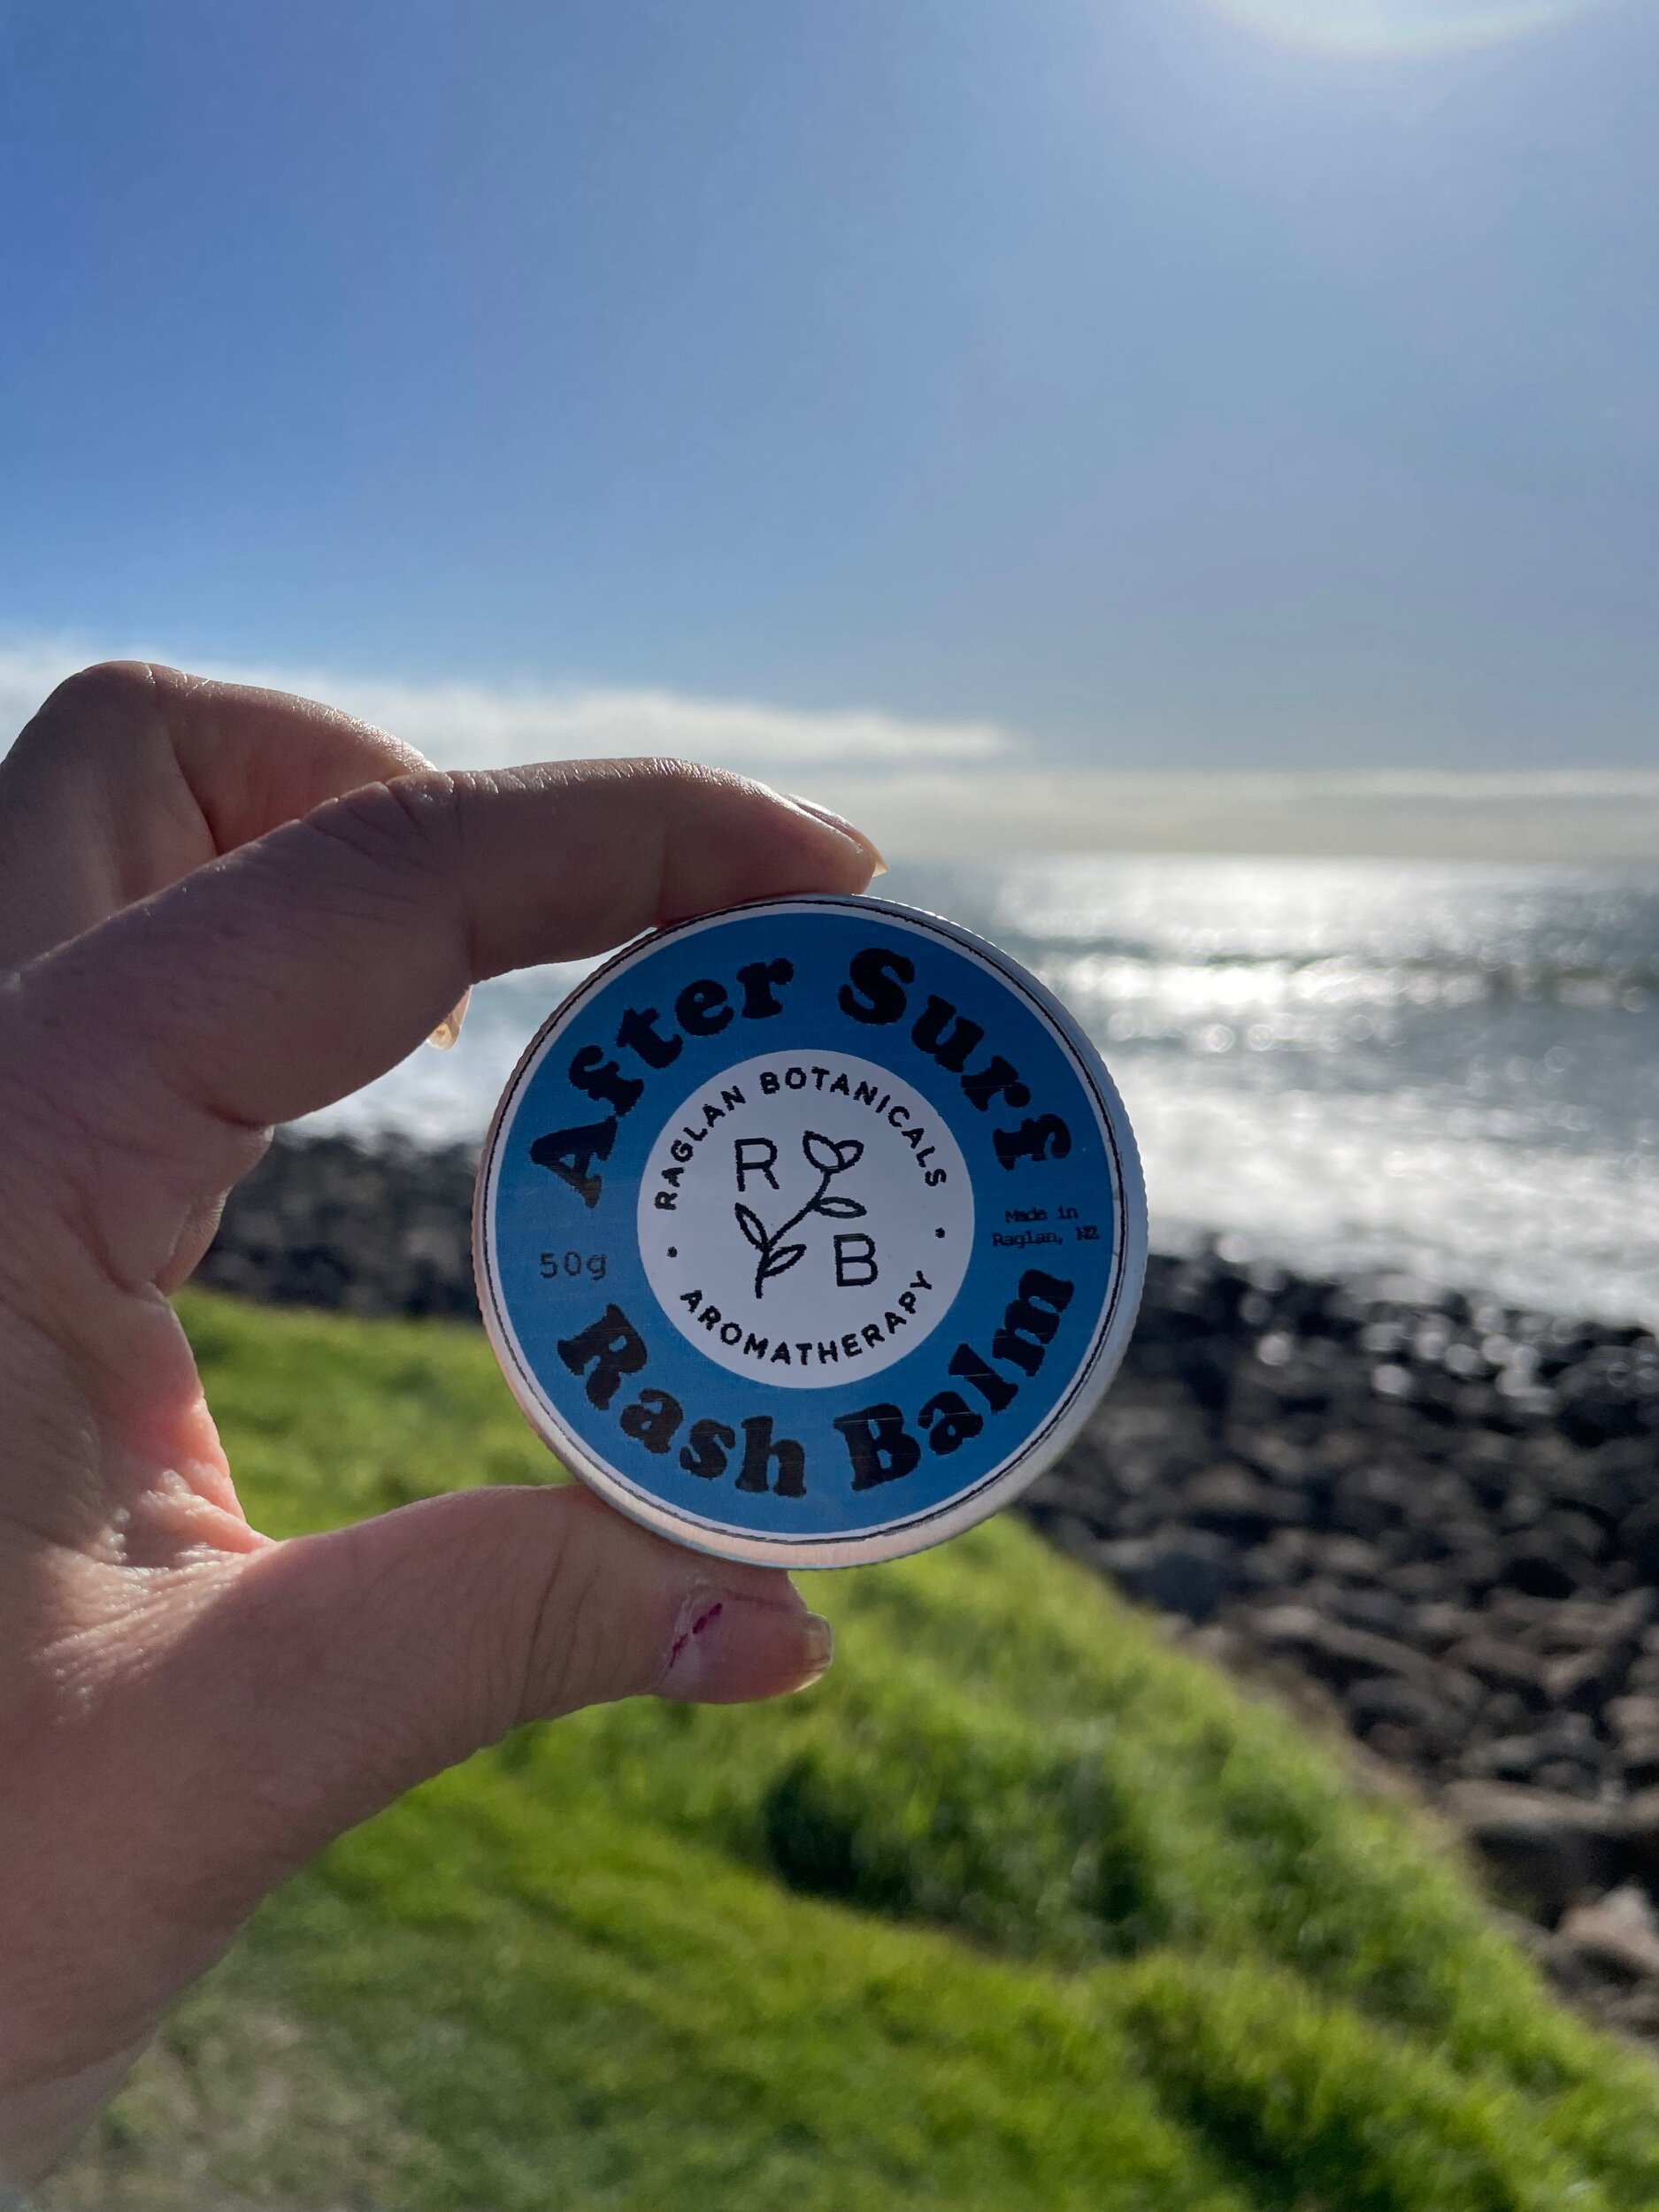 After Surf
RAGLAN BOTANICALS
R
B
AROMATHERAPY
50g
Made in
Raglan, NZ
Rash Balm